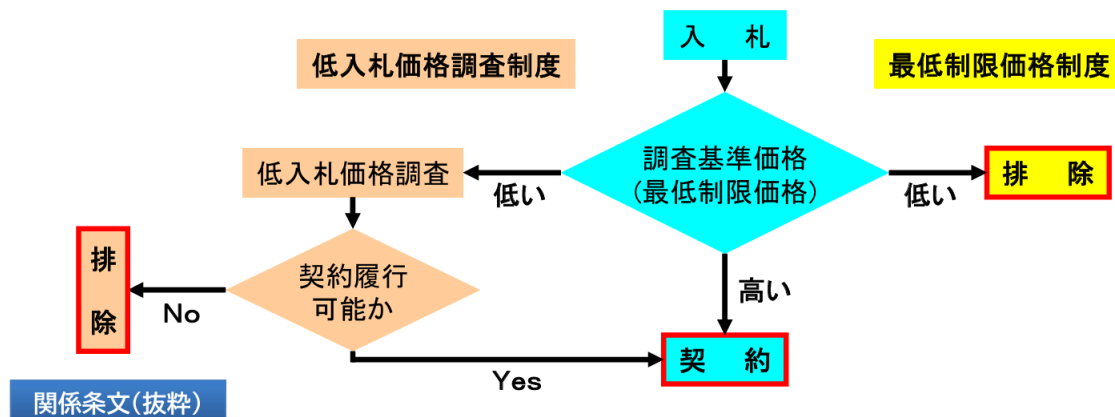 入　札
低入札価格調査制度
最低制限価格制度
調査基準価格
(最低制限価格)
低入札価格調査
低い
低い
排　除
排
除
契約履行
可能か
No
高い
契　約
Yes
関係条文(抜粋)